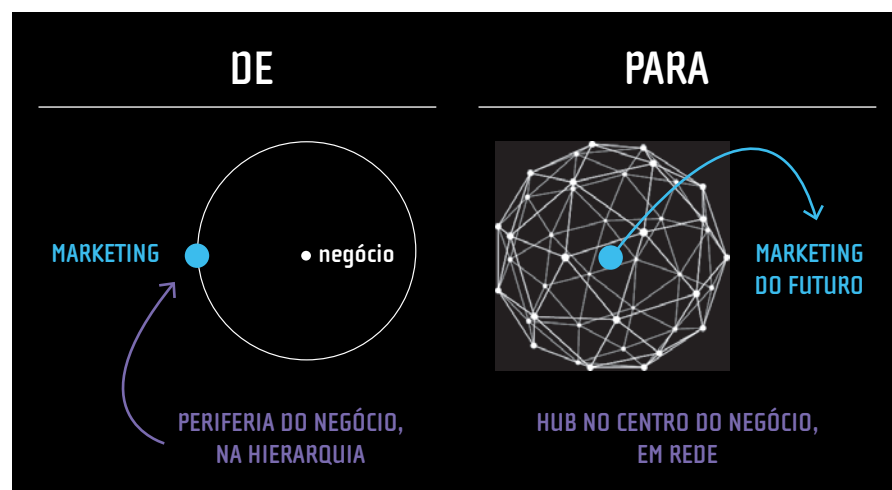 DE
PARA
MARKETING
negócio
MARKETING
DO FUTURO
PERIFERIA DO NEGÓCIO,
NA HIERARQUIA
HUB NO CENTRO DO NEGÓCIO,
EM REDE